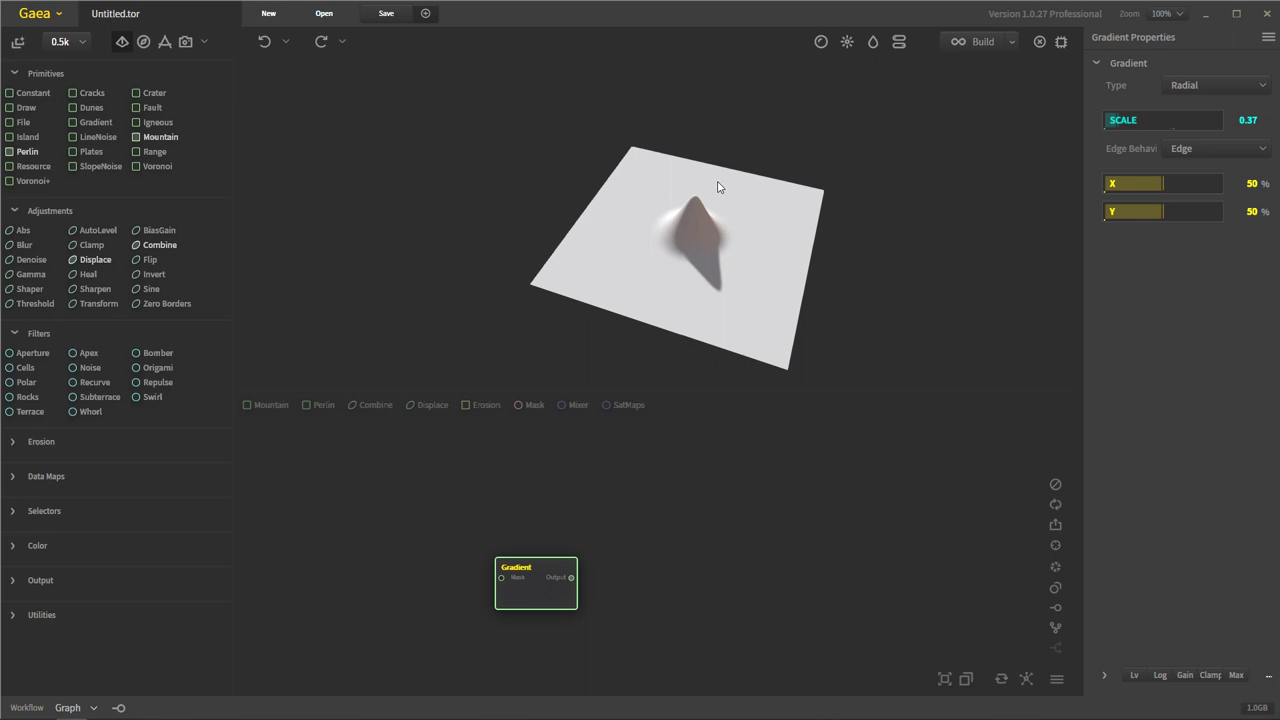 Gaea Untitled.tor New Open Save Version 1.0.27 Professional Zoom 100%
0.5k Build Gradient Properties
Gradient
Type Radial
SCALE 0.37
Edge Behavi Edge
X 50 %
Y 50 %
Primitives
Constant Cracks Crater
Draw Dunes Fault
File Gradient Igneous
Island LineNoise Mountain
Perlin Plates Range
Resource SlopeNoise Voronoi
Voronoi+
Adjustments
Abs AutoLevel BiasGain
Blur Clamp Combine
Denoise Displace Flip
Gamma Heal Invert
Shaper Sharpen Sine
Threshold Transform Zero Borders
Filters
Aperture Apex Bomber
Cells Noise Origami
Polar Recurve Repulse
Rocks Subterrace Swirl
Terrace Whorl
Erosion
Data Maps
Selectors
Color
Output
Utilities
Mountain Perlin Combine Displace Erosion Mask Mixer SatMaps
Gradient
Mask Output
Lv Log Gain Clamp Max ...
Workflow Graph 1.0GB